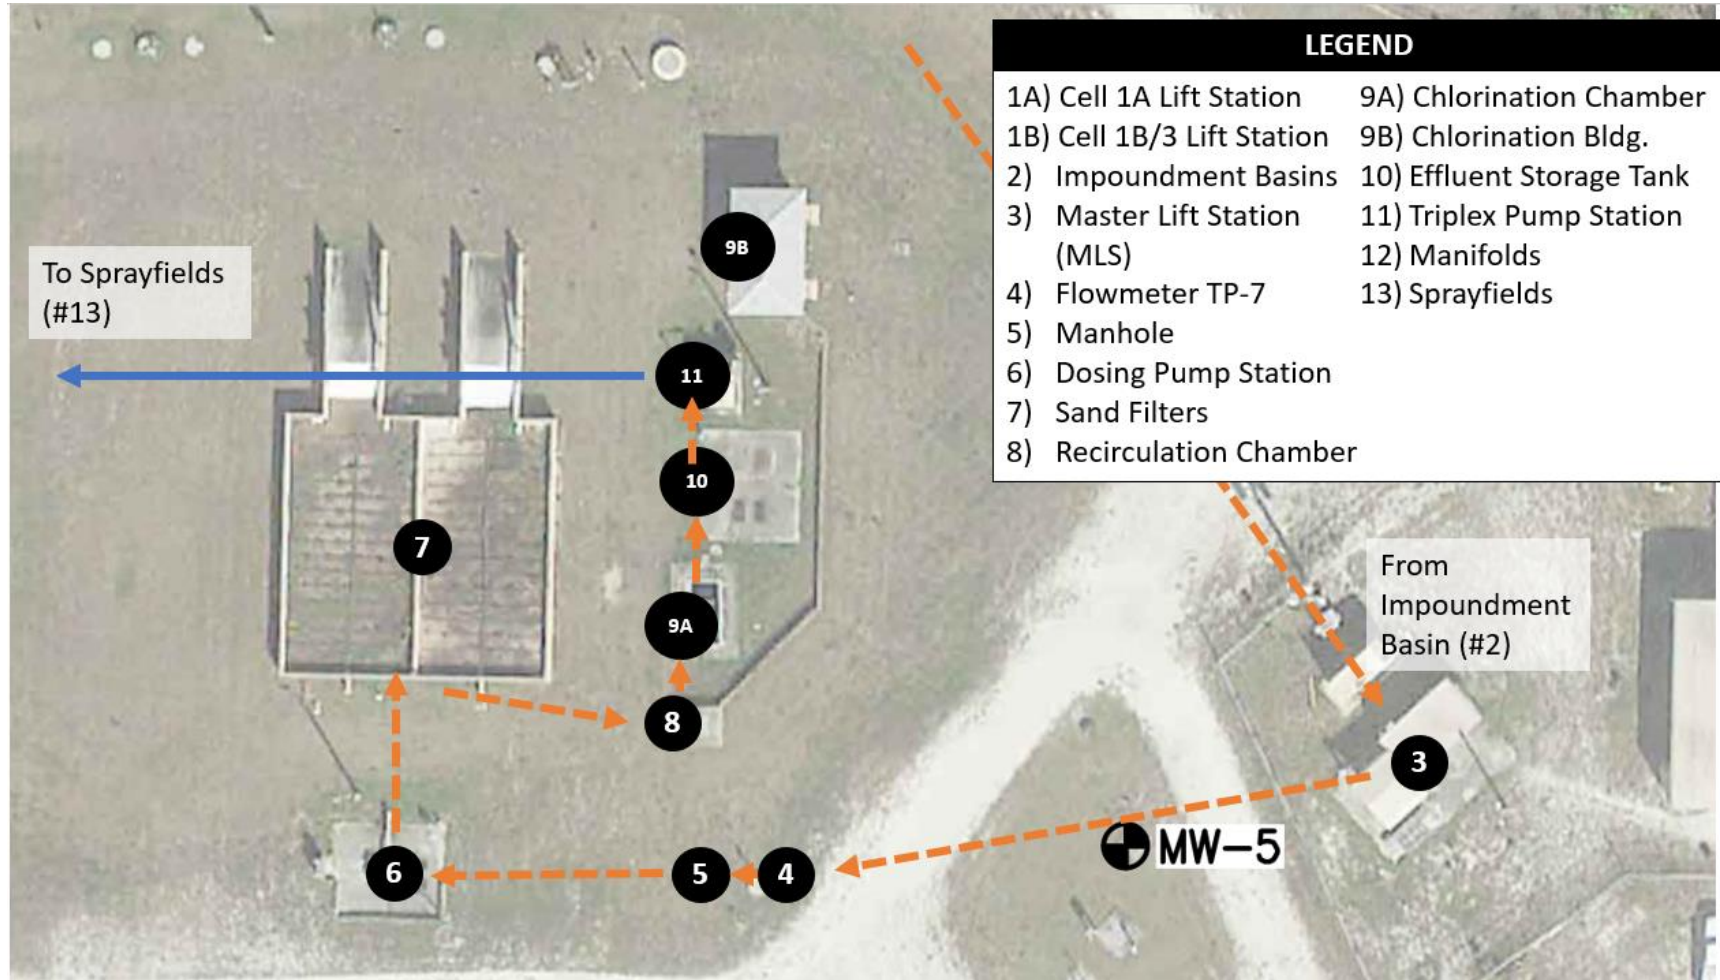 LEGEND
1A) Cell 1A Lift Station
1B) Cell 1B/3 Lift Station
2) Impoundment Basins
3) Master Lift Station
(MLS)
4) Flowmeter TP-7
5) Manhole
6) Dosing Pump Station
7) Sand Filters
8) Recirculation Chamber
9A) Chlorination Chamber
9B) Chlorination Bldg.
10) Effluent Storage Tank
11) Triplex Pump Station
12) Manifolds
13) Sprayfields
9B
To Sprayfields
(#13)
11
10
7
From
Impoundment
Basin (#2)
9A
8
3
MW-5
6
5
4